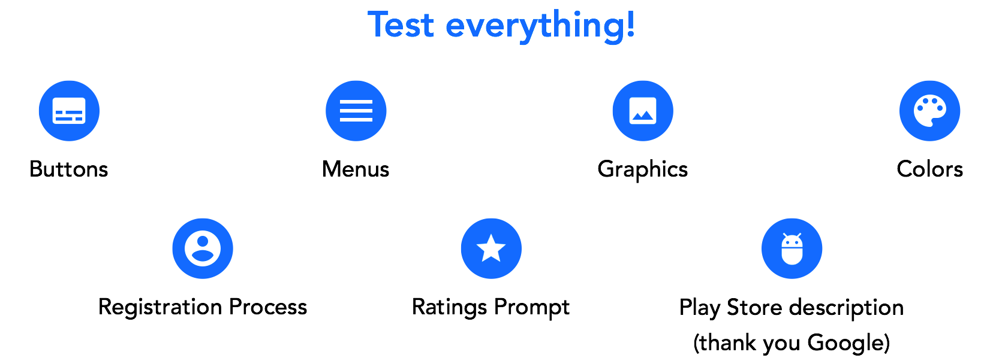 Test everything!
Buttons
Menus
Graphics
Colors
Registration Process
Ratings Prompt
Play Store description
(thank you Google)